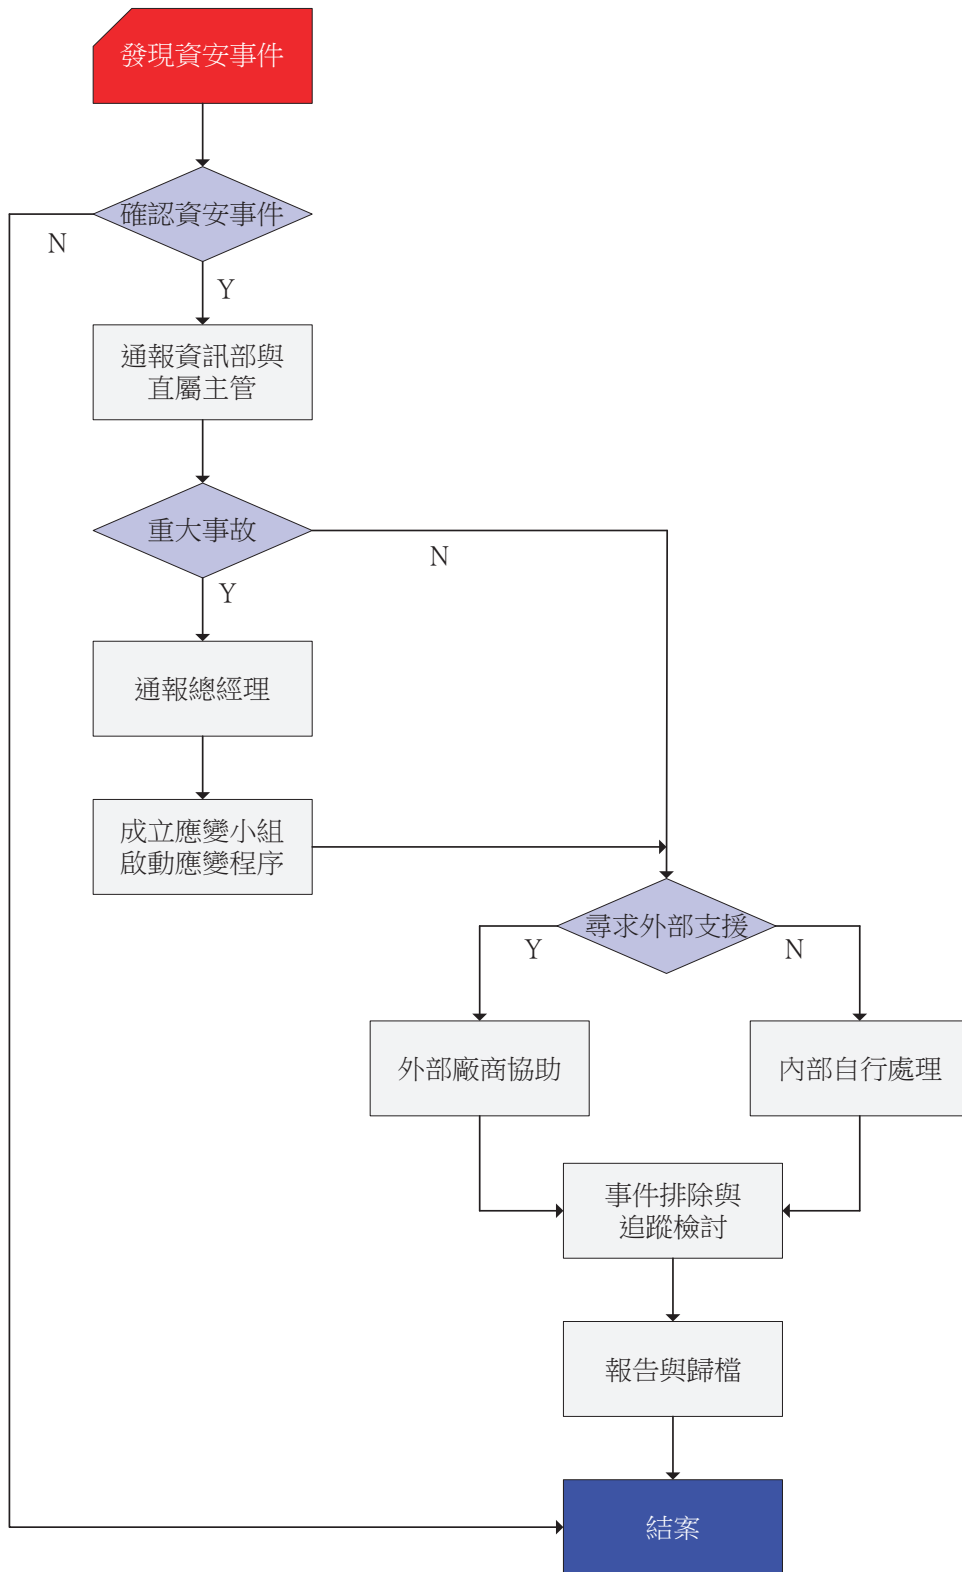 發現資安事件
確認資安事件
N
Y
通報資訊部與
直屬主管
重大事故
N
Y
通報總經理
成立應變小組
啟動應變程序
尋求外部支援
Y
N
外部廠商協助
內部自行處理
事件排除與
追蹤檢討
報告與歸檔
結案